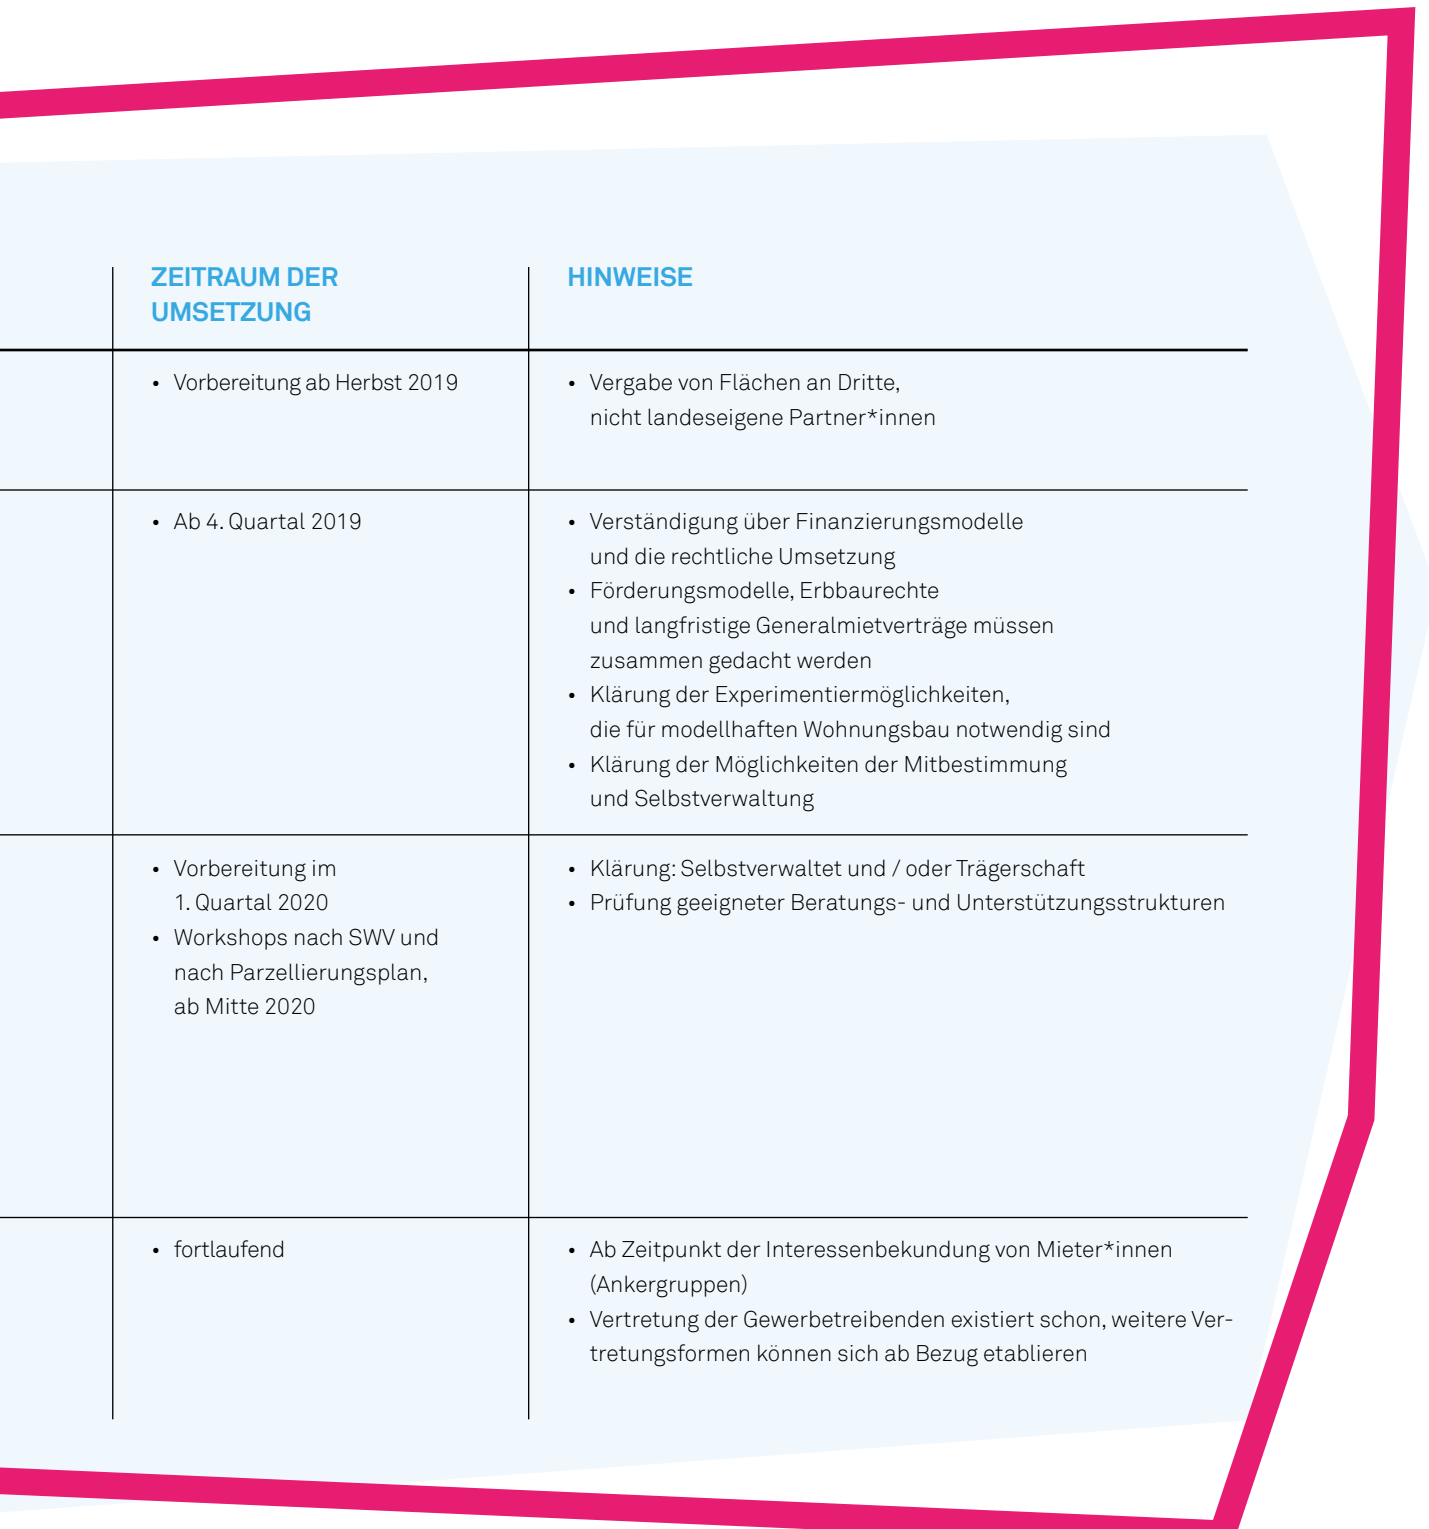 ZEITRAUM DER
UMSETZUNG
HINWEISE
• Vorbereitung ab Herbst 2019
• Vergabe von Flächen an Dritte,
nicht landeseigene Partner*innen
• Ab 4. Quartal 2019
• Verständigung über Finanzierungsmodelle
und die rechtliche Umsetzung
• Förderungsmodelle, Erbbaurechte
und langfristige Generalmietverträge müssen
zusammen gedacht werden
• Klärung der Experimentiermöglichkeiten,
die für modellhaften Wohnungsbau notwendig sind
• Klärung der Möglichkeiten der Mitbestimmung
und Selbstverwaltung
• Vorbereitung im
1. Quartal 2020
• Workshops nach SWV und
nach Parzellierungsplan,
ab Mitte 2020
• Klärung: Selbstverwaltet und / oder Trägerschaft
• Prüfung geeigneter Beratungs- und Unterstützungsstrukturen
• fortlaufend
• Ab Zeitpunkt der Interessenbekundung von Mieter*innen
(Ankergruppen)
• Vertretung der Gewerbetreibenden existiert schon, weitere Ver-
tretungsformen können sich ab Bezug etablieren